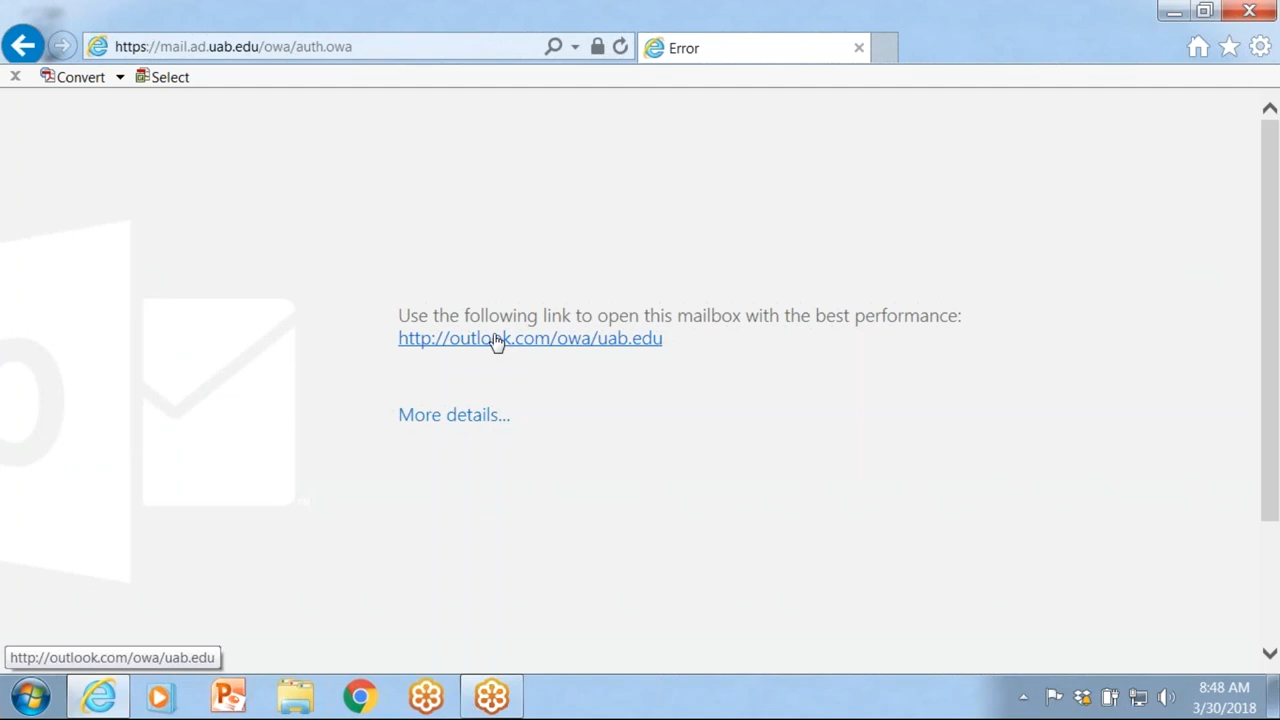 https://mail.ad.uab.edu/owa/auth.owa
Error
Convert
Select
Use the following link to open this mailbox with the best performance:
http://outlook.com/owa/uab.edu
More details...
http://outlook.com/owa/uab.edu
8:48 AM
3/30/2018